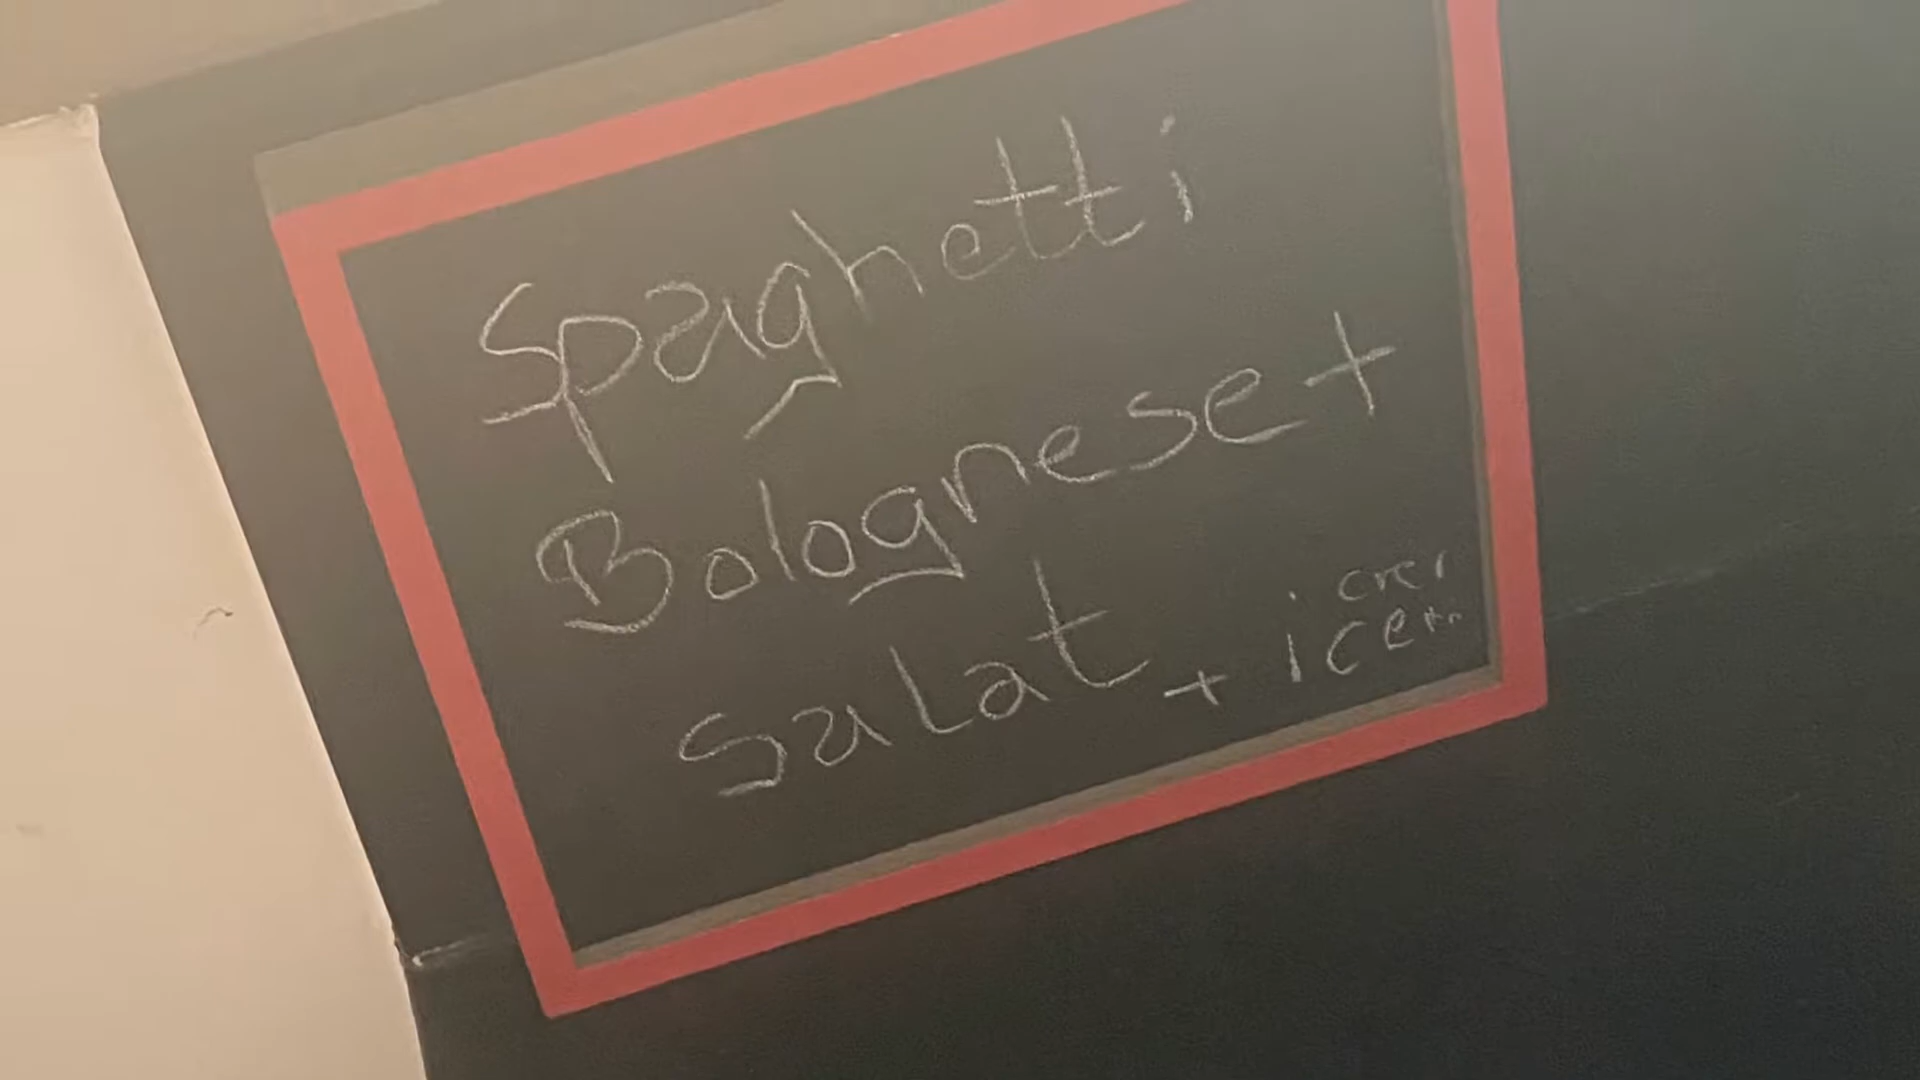 Spaghetti
Bolognese +
Salat + ice